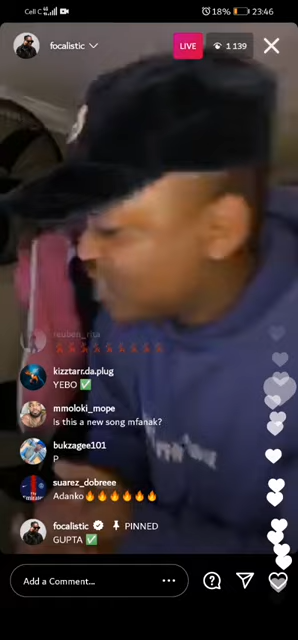 Cell C 18% 23:46
focalistic LIVE 1 139
reuben_rita
kizztarr.da.plug
YEBO ✅
mmoloki_mope
Is this a new song mfanak?
bukzagee101
P
suarez_dobreee
Adanko🔥🔥🔥🔥🔥🔥
focalistic PINNED
GUPTA ✅
Add a Comment...